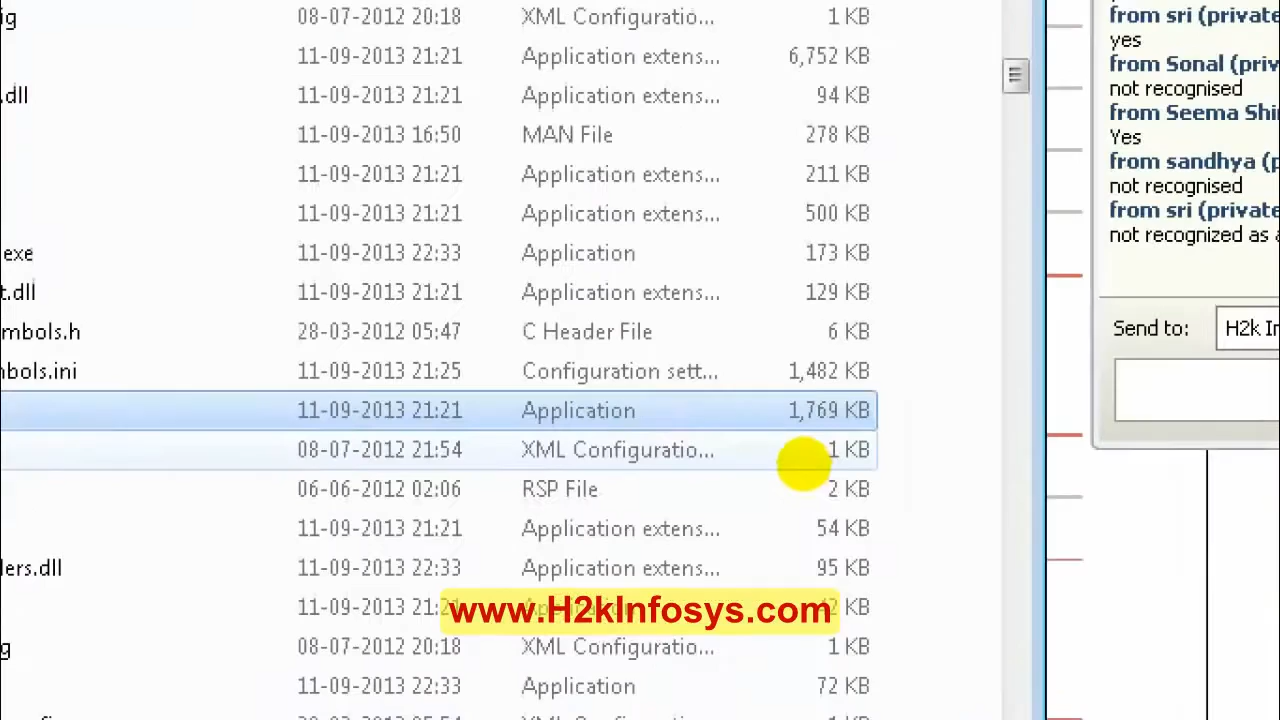 ig 08-07-2012 20:18 XML Configuratio... 1 KB
11-09-2013 21:21 Application extens... 6,752 KB
.dll 11-09-2013 21:21 Application extens... 94 KB
11-09-2013 16:50 MAN File 278 KB
11-09-2013 21:21 Application extens... 211 KB
11-09-2013 21:21 Application extens... 500 KB
exe 11-09-2013 22:33 Application 173 KB
t.dll 11-09-2013 21:21 Application extens... 129 KB
mbols.h 28-03-2012 05:47 C Header File 6 KB
nbols.ini 11-09-2013 21:25 Configuration sett... 1,482 KB
11-09-2013 21:21 Application 1,769 KB
08-07-2012 21:54 XML Configuratio... 1 KB
06-06-2012 02:06 RSP File 2 KB
11-09-2013 21:21 Application extens... 54 KB
lers.dll 11-09-2013 22:33 Application extens... 95 KB
11-09-2013 21:21 KB
www.H2kInfosys.com
g 08-07-2012 20:18 XML Configuratio... 1 KB
11-09-2013 22:33 Application 72 KB
from sri (private
yes
from Sonal (priv
not recognised
from Seema Shi
Yes
from sandhya (p
not recognised
from sri (private
not recognized as a
Send to: H2k In